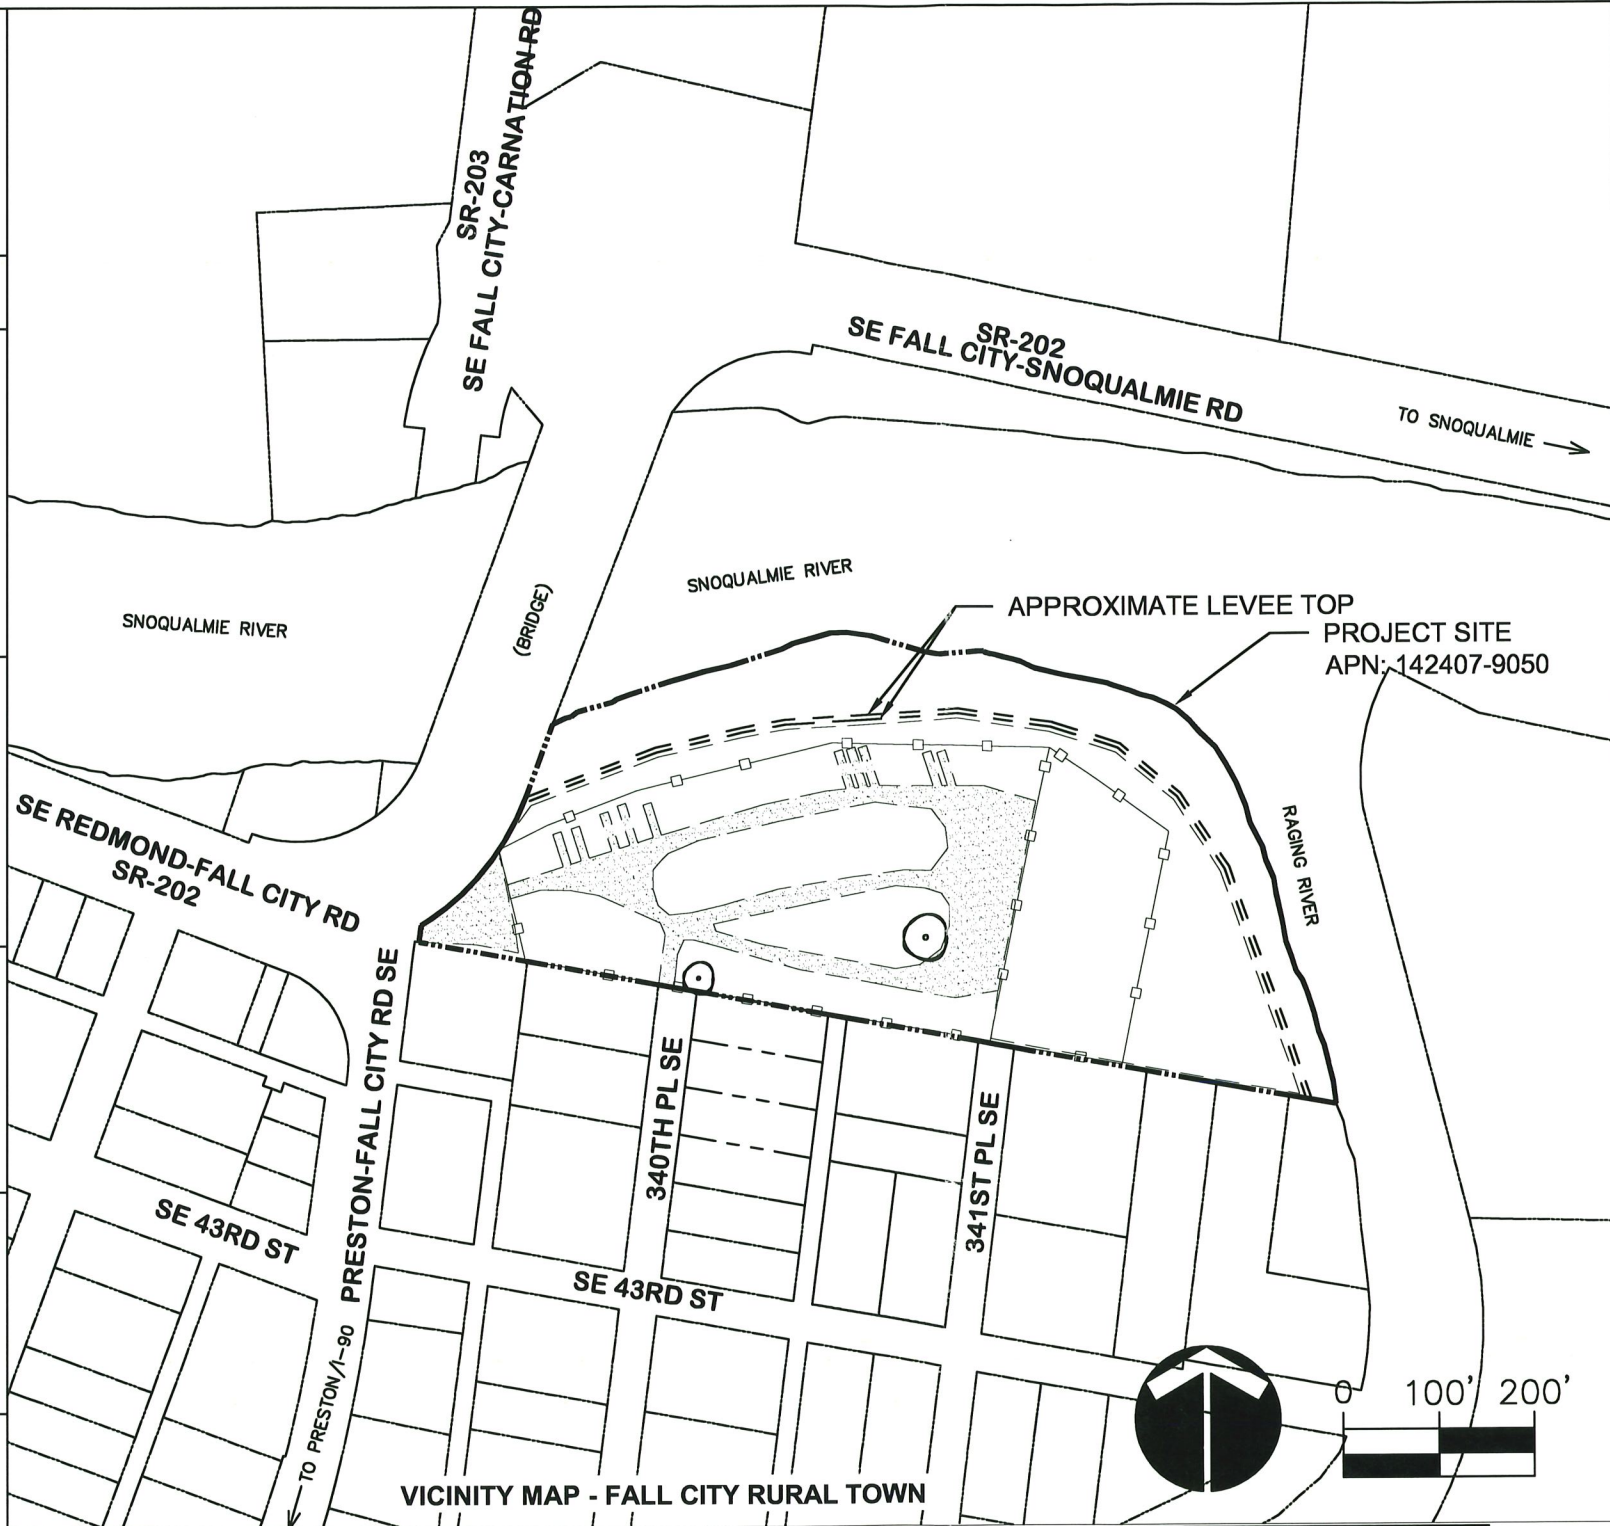 SR-203
SE FALL CITY-CARNATION RD
SR-202
SE FALL CITY-SNOQUALMIE RD
TO SNOQUALMIE
SNOQUALMIE RIVER
SNOQUALMIE RIVER
(BRIDGE)
APPROXIMATE LEVEE TOP
PROJECT SITE
APN: 142407-9050
RAGING RIVER
SE REDMOND-FALL CITY RD
SR-202
PRESTON-FALL CITY RD SE
340TH PL SE
341ST PL SE
SE 43RD ST
SE 43RD ST
TO PRESTON/I-90
0 100' 200'
VICINITY MAP - FALL CITY RURAL TOWN